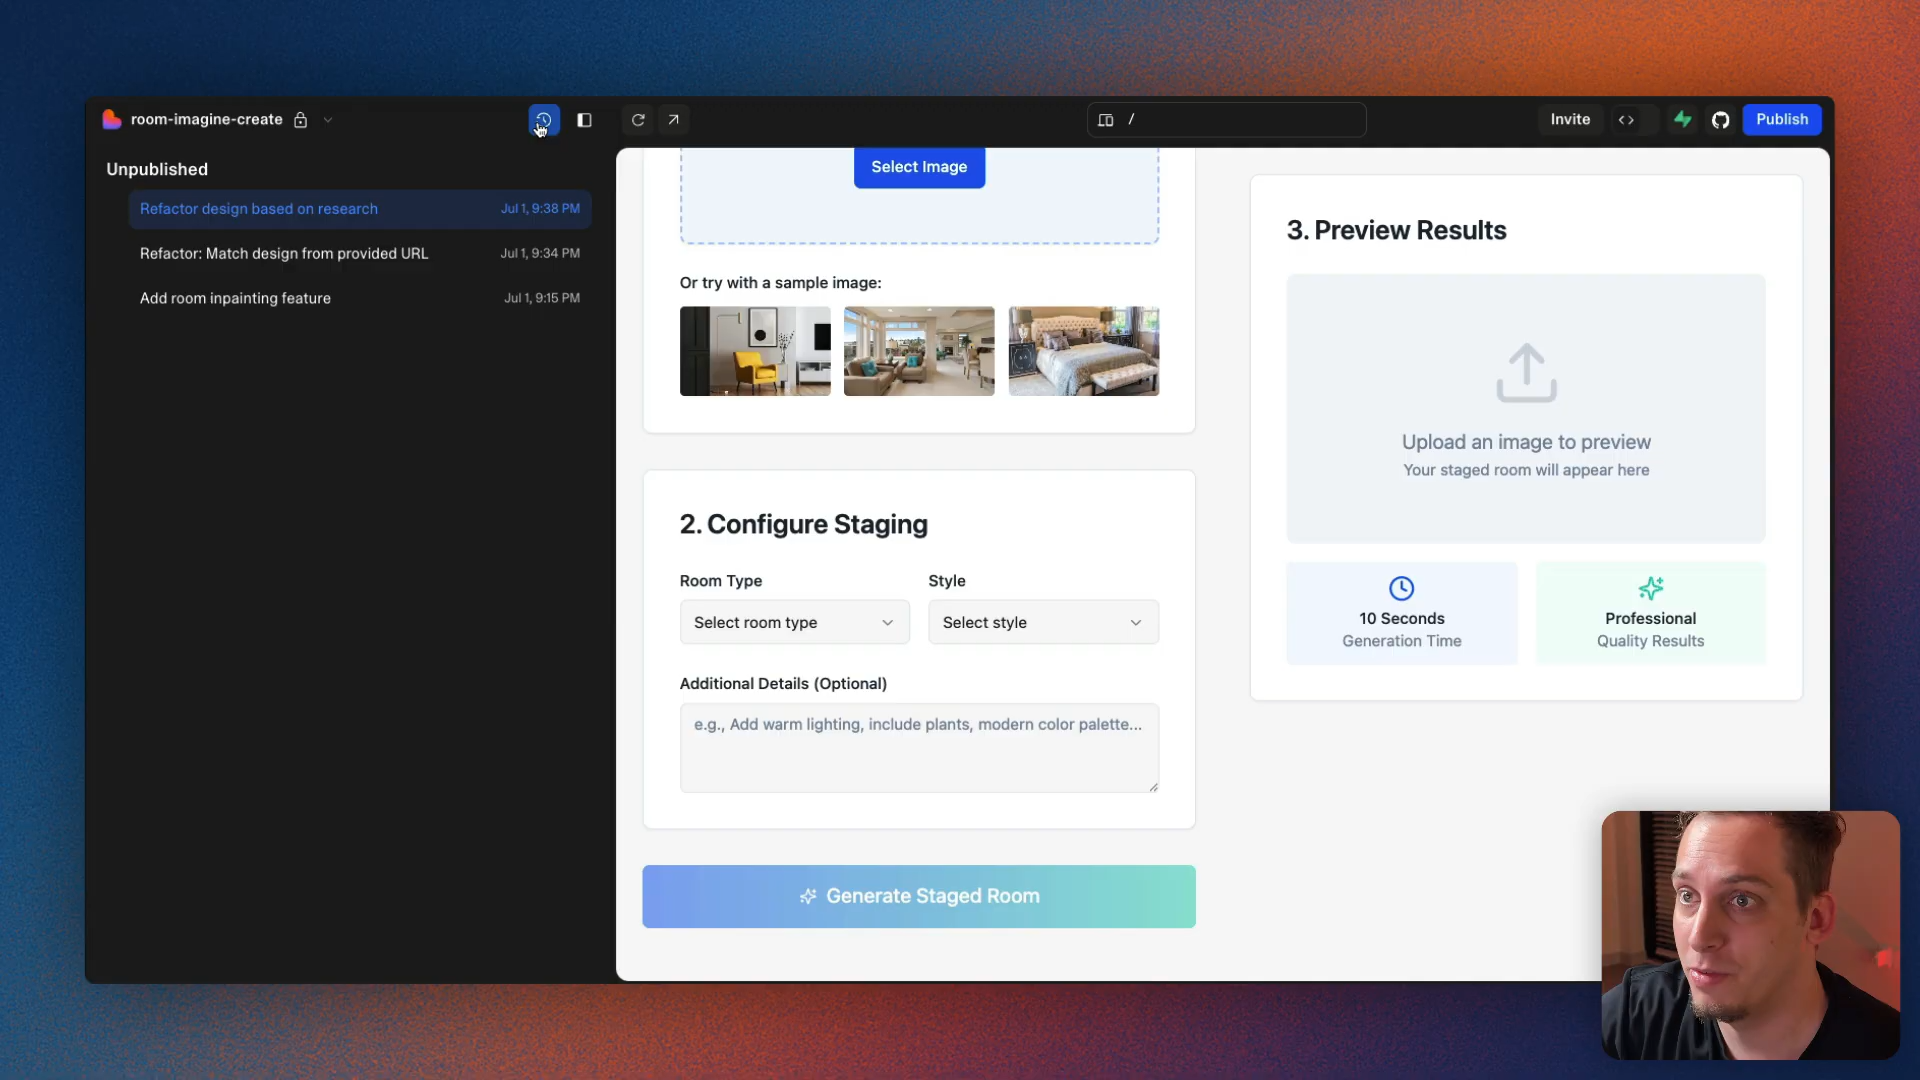 room-imagine-create
/
Invite
Publish
Unpublished
Refactor design based on research Jul 1, 9:38 PM
Refactor: Match design from provided URL Jul 1, 9:34 PM
Add room inpainting feature Jul 1, 9:15 PM
Select Image
Or try with a sample image:
2. Configure Staging
Room Type Style
Select room type Select style
Additional Details (Optional)
e.g., Add warm lighting, include plants, modern color palette...
Generate Staged Room
3. Preview Results
Upload an image to preview
Your staged room will appear here
10 Seconds
Generation Time
Professional
Quality Results